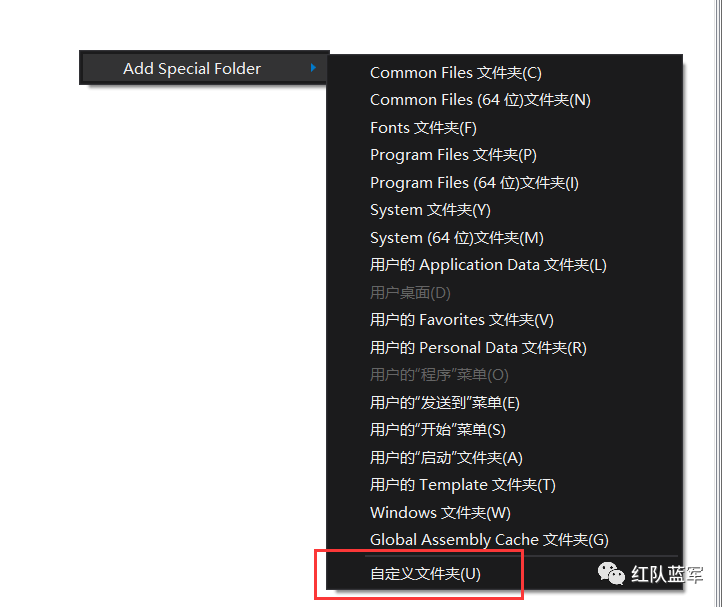 Add Special Folder
Common Files 文件夹(C)
Common Files (64 位)文件夹(N)
Fonts 文件夹(F)
Program Files 文件夹(P)
Program Files (64 位)文件夹(I)
System 文件夹(Y)
System (64 位)文件夹(M)
用户的 Application Data 文件夹(L)
用户桌面(D)
用户的 Favorites 文件夹(V)
用户的 Personal Data 文件夹(R)
用户的“程序”菜单(O)
用户的“发送到”菜单(E)
用户的“开始”菜单(S)
用户的“启动”文件夹(A)
用户的 Template 文件夹(T)
Windows 文件夹(W)
Global Assembly Cache 文件夹(G)
自定义文件夹(U)
红队蓝军